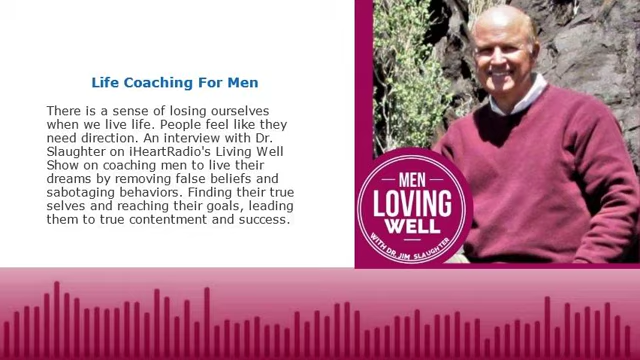 Life Coaching For Men
There is a sense of losing ourselves
when we live life. People feel like they
need direction. An interview with Dr.
Slaughter on iHeartRadio's Living Well
Show on coaching men to live their
dreams by removing false beliefs and
sabotaging behaviors. Finding their true
selves and reaching their goals, leading
them to true contentment and success.
MEN
LOVING
WELL
WITH DR. JIM SLAUGHTER